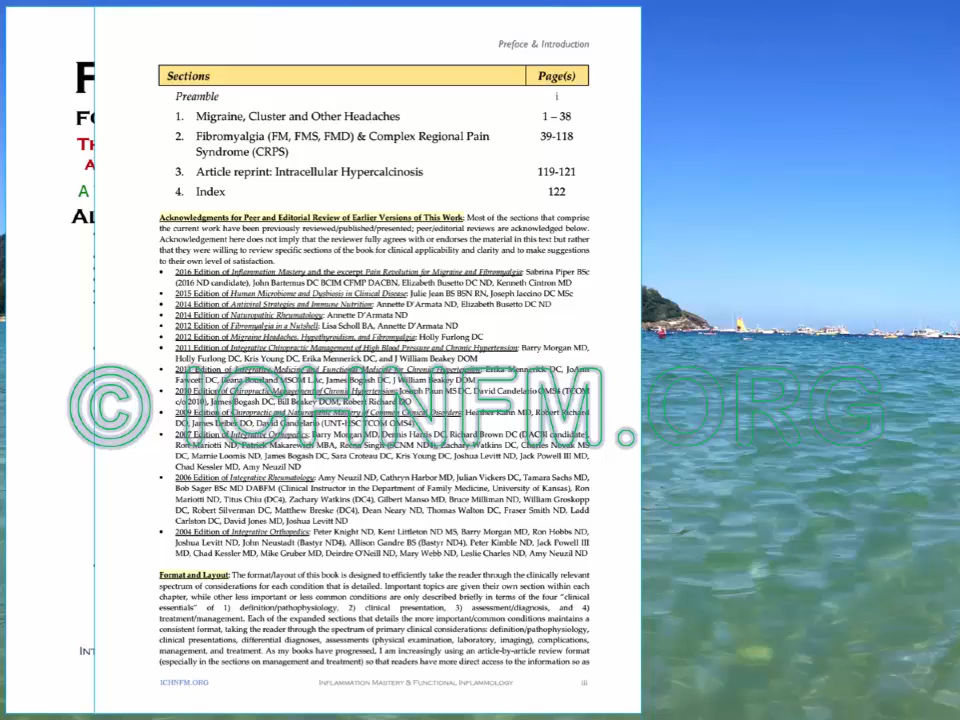 F
FO
TH
A
A
AL
INT
Preface & Introduction
Sections Page(s)
Preamble i
1. Migraine, Cluster and Other Headaches 1 – 38
2. Fibromyalgia (FM, FMS, FMD) & Complex Regional Pain 39-118
Syndrome (CRPS)
3. Article reprint: Intracellular Hypercalcinosis 119-121
4. Index 122
Acknowledgments for Peer and Editorial Review of Earlier Versions of This Work: Most of the sections that comprise
the current work have been previously reviewed/published/presented; peer/editorial reviews are acknowledged below.
Acknowledgement here does not imply that the reviewer fully agrees with or endorses the material in this text but rather
that they were willing to review specific sections of the book for clinical applicability and clarity and to make suggestions
to their own level of satisfaction.
• 2016 Edition of Inflammation Mastery and the excerpt Pain Revolution for Migraine and Fibromyalgia: Sabrina Piper BSc
(2016 ND candidate), John Bartemus DC BCIM CFMP DACBN, Elizabeth Busetto DC ND, Kenneth Cintron MD
• 2015 Edition of Human Microbiome and Dysbiosis in Clinical Disease: Julie Jean BS BSN RN, Joseph Iaccino DC MSc
• 2014 Edition of Antiviral Strategies and Immune Nutrition: Annette D'Armata ND, Elizabeth Busetto DC ND
• 2014 Edition of Naturopathic Rheumatology: Annette D'Armata ND
• 2012 Edition of Fibromyalgia in a Nutshell: Lisa Scholl BA, Annette D'Armata ND
• 2012 Edition of Migraine Headaches, Hypothyroidism, and Fibromyalgia: Holly Furlong DC
• 2011 Edition of Integrative Chiropractic Management of High Blood Pressure and Chronic Hypertension: Barry Morgan MD,
Holly Furlong DC, Kris Young DC, Erika Mennerick DC, and J William Beakey DOM
• 2011 Edition of Integrative Medicine and Functional Medicine for Chronic Hypertension: Erika Mennerick DC, JoAnn
Fawcett DC, Ileana Bourland MSOM LAc, James Bogash DC, J William Beakey DOM
• 2010 Edition of Chiropractic Management of Chronic Hypertension: Joseph Paun MS DC, David Candelario MS4 (TCOM
c/o 2010), James Bogash DC, Bill Beakey DOM, Robert Richard DO
• 2009 Edition of Chiropractic and Naturopathic Mastery of Common Clinical Disorders: Heather Kahn MD, Robert Richard
DO, James Leiber DO, David Candelario (UNT-HSC TCOM OMS4)
• 2007 Edition of Integrative Orthopedics: Barry Morgan MD, Dennis Harris DC, Richard Brown DC (DACBI candidate),
Ron Mariotti ND, Patrick Makarewich MBA, Reena Singh (SCNM ND4), Zachary Watkins DC, Charles Novak MS
DC, Marnie Loomis ND, James Bogash DC, Sara Croteau DC, Kris Young DC, Joshua Levitt ND, Jack Powell III MD,
Chad Kessler MD, Amy Neuzil ND
• 2006 Edition of Integrative Rheumatology: Amy Neuzil ND, Cathryn Harbor MD, Julian Vickers DC, Tamara Sachs MD,
Bob Sager BSc MD DABFM (Clinical Instructor in the Department of Family Medicine, University of Kansas), Ron
Mariotti ND, Titus Chiu (DC4), Zachary Watkins (DC4), Gilbert Manso MD, Bruce Milliman ND, William Groskopp
DC, Robert Silverman DC, Matthew Breske (DC4), Dean Neary ND, Thomas Walton DC, Fraser Smith ND, Ladd
Carlston DC, David Jones MD, Joshua Levitt ND
• 2004 Edition of Integrative Orthopedics: Peter Knight ND, Kent Littleton ND MS, Barry Morgan MD, Ron Hobbs ND,
Joshua Levitt ND, John Neustadt (Bastyr ND4), Allison Gandre BS (Bastyr ND4), Peter Kimble ND, Jack Powell III
MD, Chad Kessler MD, Mike Gruber MD, Deirdre O'Neill ND, Mary Webb ND, Leslie Charles ND, Amy Neuzil ND
Format and Layout: The format/layout of this book is designed to efficiently take the reader through the clinically relevant
spectrum of considerations for each condition that is detailed. Important topics are given their own section within each
chapter, while other less important or less common conditions are only described briefly in terms of the four "clinical
essentials" of 1) definition/pathophysiology, 2) clinical presentation, 3) assessment/diagnosis, and 4)
treatment/management. Each of the expanded sections that details the more important/common conditions maintains a
consistent format, taking the reader through the spectrum of primary clinical considerations: definition/pathophysiology,
clinical presentations, differential diagnoses, assessments (physical examination, laboratory, imaging), complications,
management, and treatment. As my books have progressed, I am increasingly using an article-by-article review format
(especially in the sections on management and treatment) so that readers have more direct access to the information so as
ICHNFM.ORG INFLAMMATION MASTERY & FUNCTIONAL INFLAMMOLOGY iii
© ICHNFM.ORG